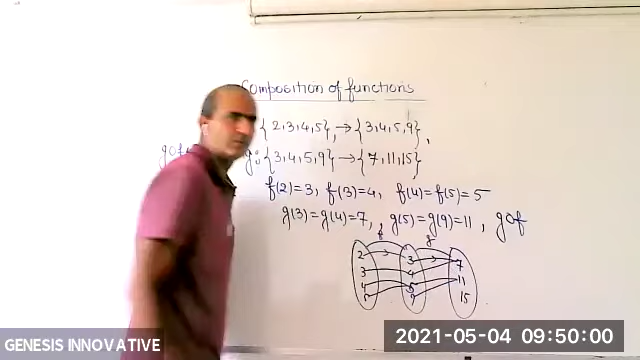 Composition of functions
{2,3,4,5}, → {3,4,5,9},
gof
g: {3,4,5,9} → {7,11,15}
f(2)=3, f(3)=4, f(4)=f(5)=5
g(3)=g(4)=7, g(5)=g(9)=11, gof
f g
2 3 7
3 4 11
4 5 15
5 9
GENESIS INNOVATIVE
2021-05-04 09:50:00